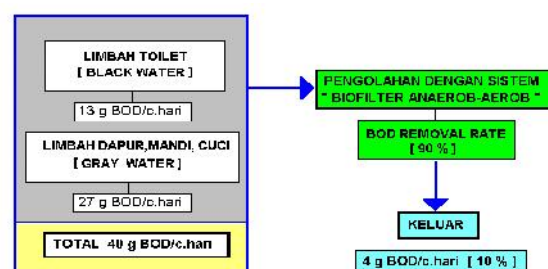 LIMBAH TOILET
[ BLACK WATER ]
13 g BOD/c.hari
LIMBAH DAPUR,MANDI, CUCI
[ GRAY WATER ]
27 g BOD/c.hari
TOTAL 40 g BOD/c.hari
PENGOLAHAN DENGAN SISTEM
" BIOFILTER ANAEROB-AEROB "
BOD REMOVAL RATE
[ 90 % ]
KELUAR
4 g BOD/c.hari [ 10 % ]